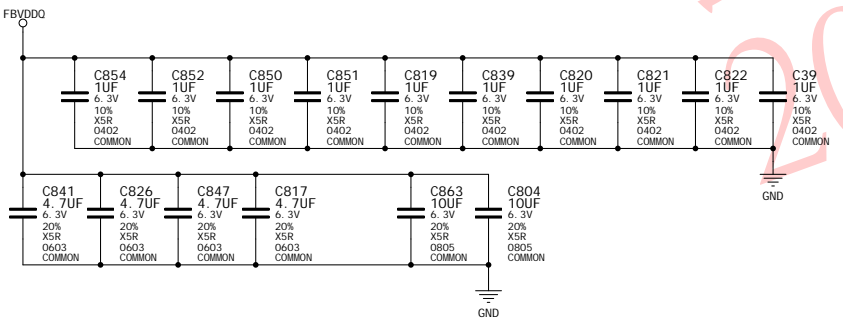 FBVDDQ
C854
1UF
6.3V
10%
X5R
0402
COMMON
C852
1UF
6.3V
10%
X5R
0402
COMMON
C850
1UF
6.3V
10%
X5R
0402
COMMON
C851
1UF
6.3V
10%
X5R
0402
COMMON
C819
1UF
6.3V
10%
X5R
0402
COMMON
C839
1UF
6.3V
10%
X5R
0402
COMMON
C820
1UF
6.3V
10%
X5R
0402
COMMON
C821
1UF
6.3V
10%
X5R
0402
COMMON
C822
1UF
6.3V
10%
X5R
0402
COMMON
C39
1UF
6.3V
10%
X5R
0402
COMMON
GND
C841
4.7UF
6.3V
20%
X5R
0603
COMMON
C826
4.7UF
6.3V
20%
X5R
0603
COMMON
C847
4.7UF
6.3V
20%
X5R
0603
COMMON
C817
4.7UF
6.3V
20%
X5R
0603
COMMON
C863
10UF
6.3V
20%
X5R
0805
COMMON
C804
10UF
6.3V
20%
X5R
0805
COMMON
GND